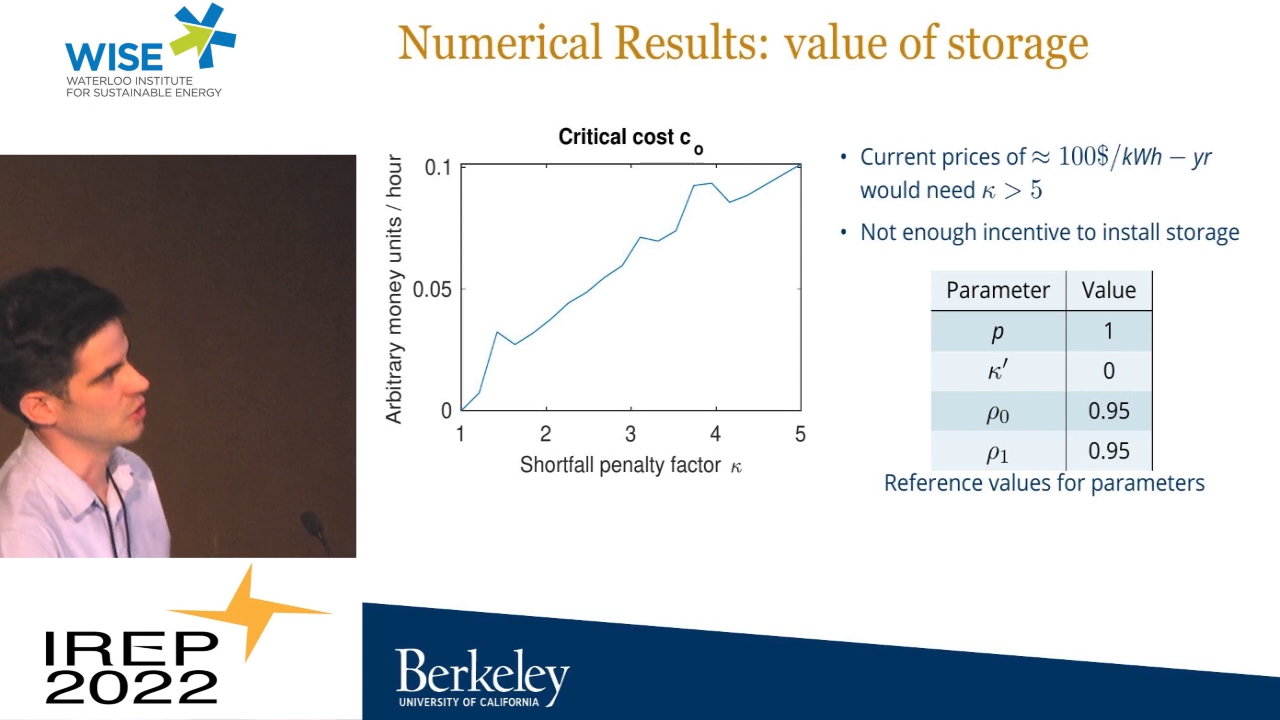 WISE
WATERLOO INSTITUTE
FOR SUSTAINABLE ENERGY
Numerical Results: value of storage
Critical cost c_o
Arbitrary money units / hour
0.1
0.05
0
1 2 3 4 5
Shortfall penalty factor κ
• Current prices of ≈ 100$/kWh − yr
would need κ > 5
• Not enough incentive to install storage
Parameter Value
p 1
κ′ 0
ρ₀ 0.95
ρ₁ 0.95
Reference values for parameters
IREP
2022
Berkeley
UNIVERSITY OF CALIFORNIA